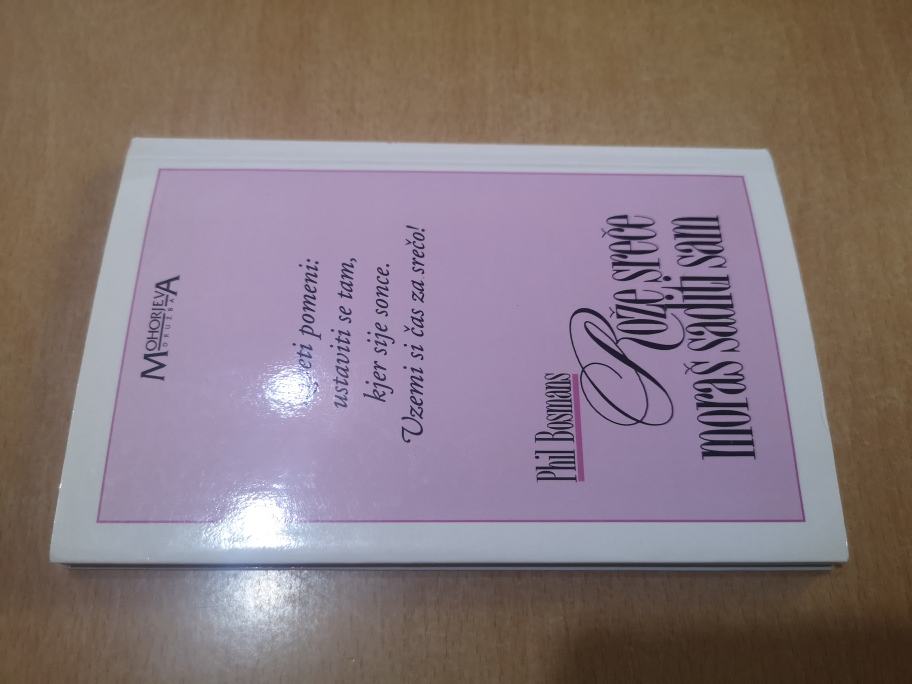 MOHORJEVA
DRUŽBA
pomeni:
ustaviti se tam,
kjer sije sonce.
Vzemi si čas za srečo!
Phil Bosmans
Rože sreče
moraš saditi sam